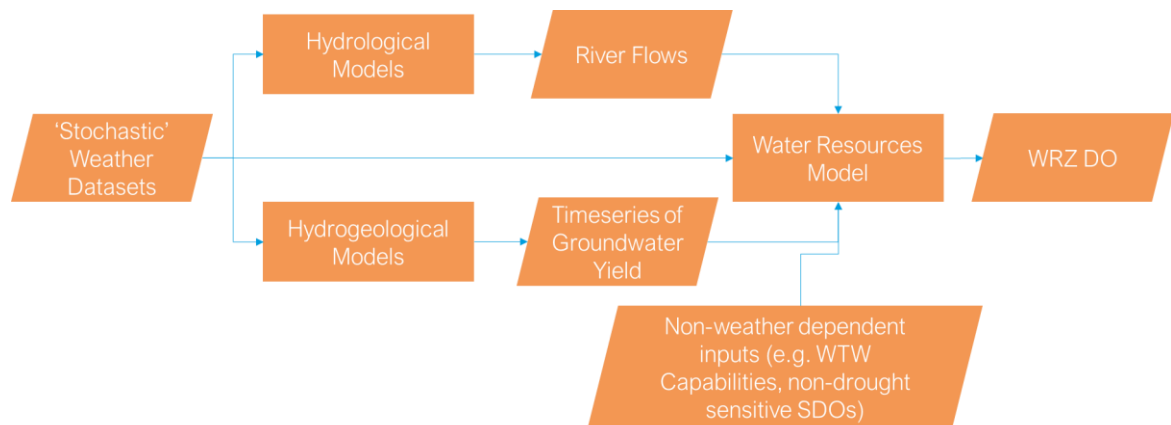 Hydrological
Models
River Flows
‘Stochastic’
Weather
Datasets
Water Resources
Model
WRZ DO
Hydrogeological
Models
Timeseries of
Groundwater
Yield
Non-weather dependent
inputs (e.g. WTW
Capabilities, non-drought
sensitive SDOs)